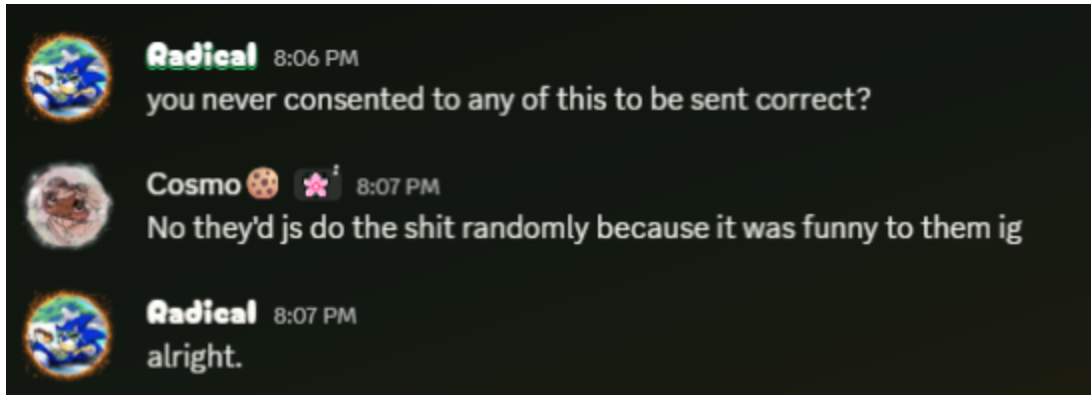 Radical 8:06 PM
you never consented to any of this to be sent correct?
Cosmo🍪 8:07 PM
No they'd js do the shit randomly because it was funny to them ig
Radical 8:07 PM
alright.